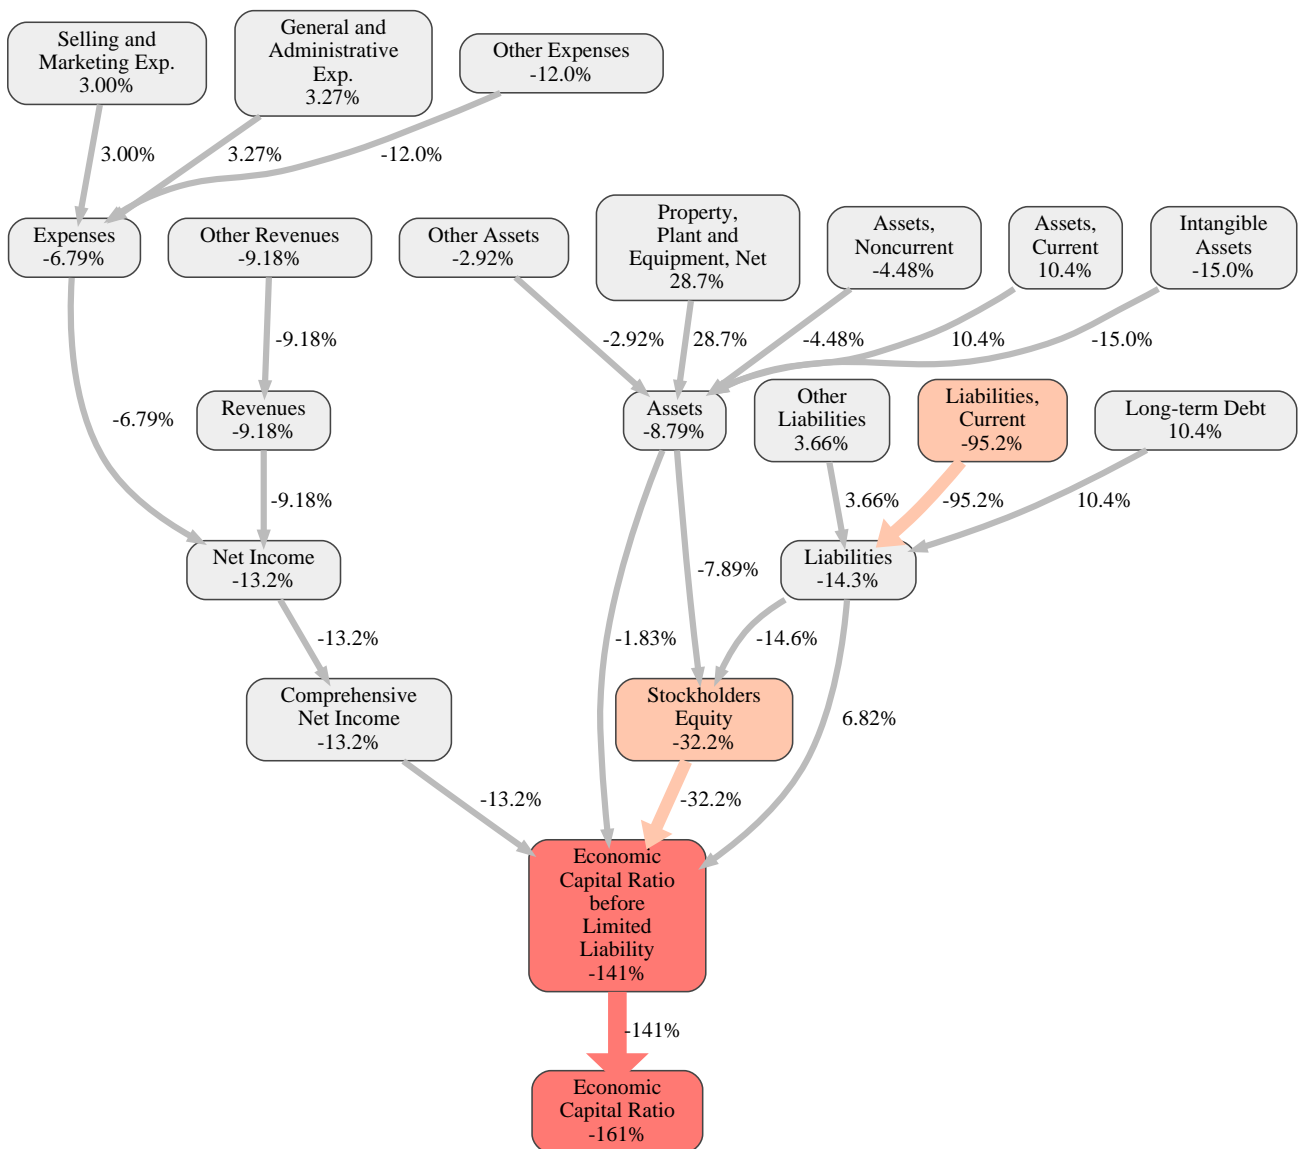 Selling and
Marketing Exp.
3.00%
General and
Administrative
Exp.
3.27%
Other Expenses
-12.0%
3.00%
3.27%
-12.0%
Expenses
-6.79%
Other Revenues
-9.18%
Other Assets
-2.92%
Property,
Plant and
Equipment, Net
28.7%
Assets,
Noncurrent
-4.48%
Assets,
Current
10.4%
Intangible
Assets
-15.0%
-9.18%
-2.92%
28.7%
-4.48%
10.4%
-15.0%
-6.79%
Revenues
-9.18%
Assets
-8.79%
Other
Liabilities
3.66%
Liabilities,
Current
-95.2%
Long-term Debt
10.4%
-9.18%
3.66%
-95.2%
10.4%
Net Income
-13.2%
-7.89%
Liabilities
-14.3%
-13.2%
-1.83%
-14.6%
Comprehensive
Net Income
-13.2%
Stockholders
Equity
-32.2%
6.82%
-13.2%
-32.2%
Economic
Capital Ratio
before
Limited
Liability
-141%
-141%
Economic
Capital Ratio
-161%